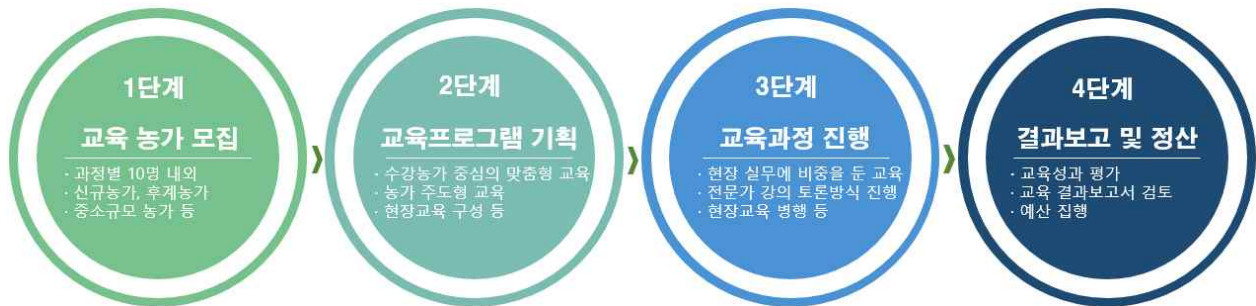 1단계
교육 농가 모집
· 과정별 10명 내외
· 신규농가, 후계농가
· 중소규모 농가 등
2단계
교육프로그램 기획
· 수강농가 중심의 맞춤형 교육
· 농가 주도형 교육
· 현장교육 구성 등
3단계
교육과정 진행
· 현장 실무에 비중을 둔 교육
· 전문가 강의 토론방식 진행
· 현장교육 병행 등
4단계
결과보고 및 정산
· 교육성과 평가
· 교육 결과보고서 검토
· 예산 집행